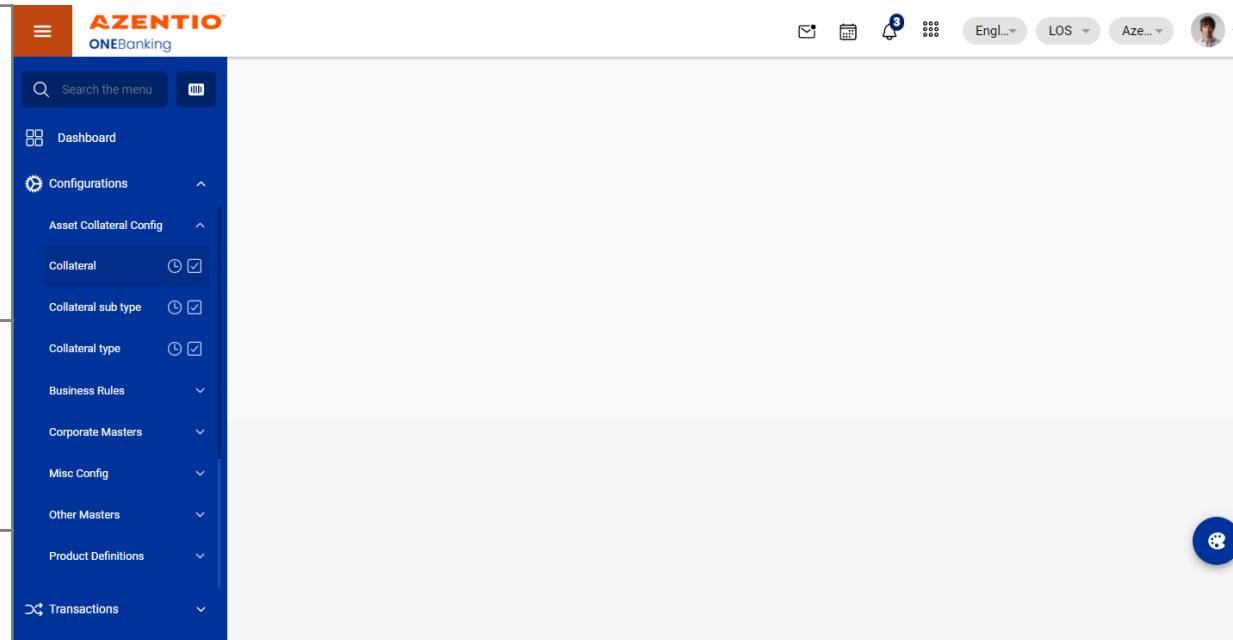 AZENTIO
ONEBanking
3
Engl...
LOS
Aze...
Search the menu
Dashboard
Configurations
Asset Collateral Config
Collateral
Collateral sub type
Collateral type
Business Rules
Corporate Masters
Misc Config
Other Masters
Product Definitions
Transactions